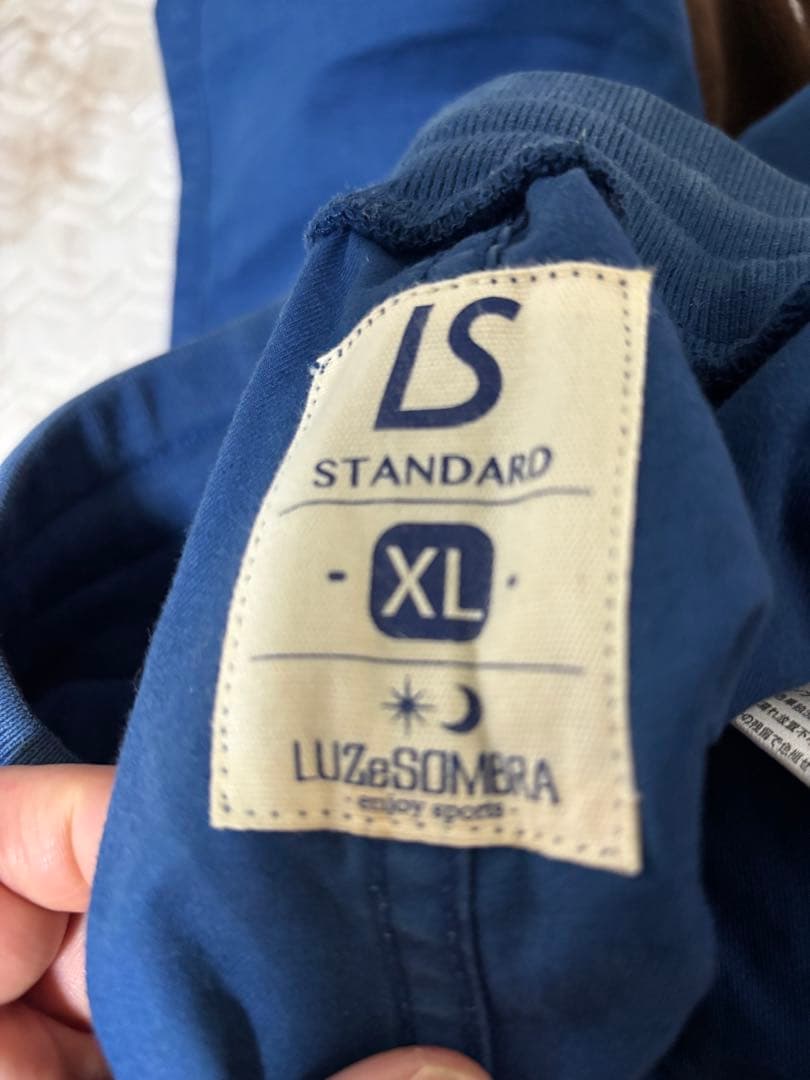 LS
STANDARD
- XL -
LUZeSOMBRA
- enjoy sports -